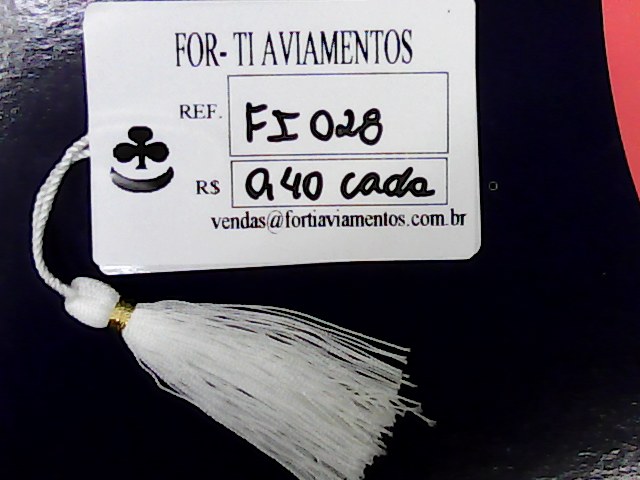 FOR- TI AVIAMENTOS
REF. FI 028
R$ 0,40 cada
vendas@fortiaviamentos.com.br